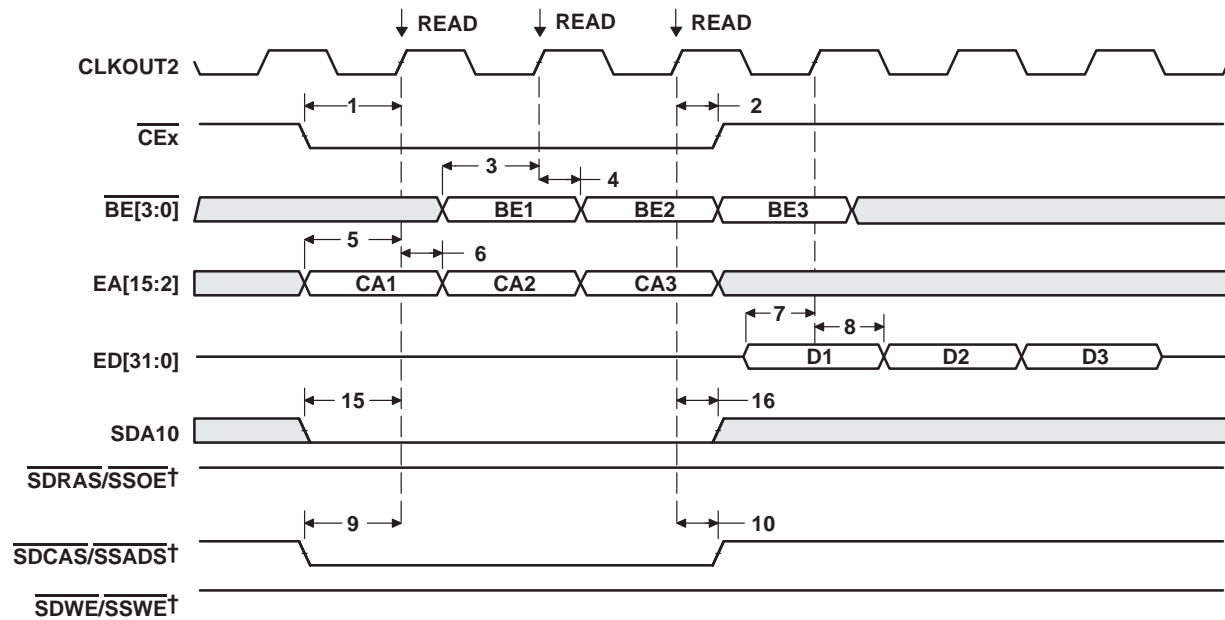 READ READ READ
CLKOUT2
1 2
CEx
3 4
BE[3:0] BE1 BE2 BE3
5 6
EA[15:2] CA1 CA2 CA3
7 8
ED[31:0] D1 D2 D3
15 16
SDA10
SDRAS/SSOE†
9 10
SDCAS/SSADS†
SDWE/SSWE†